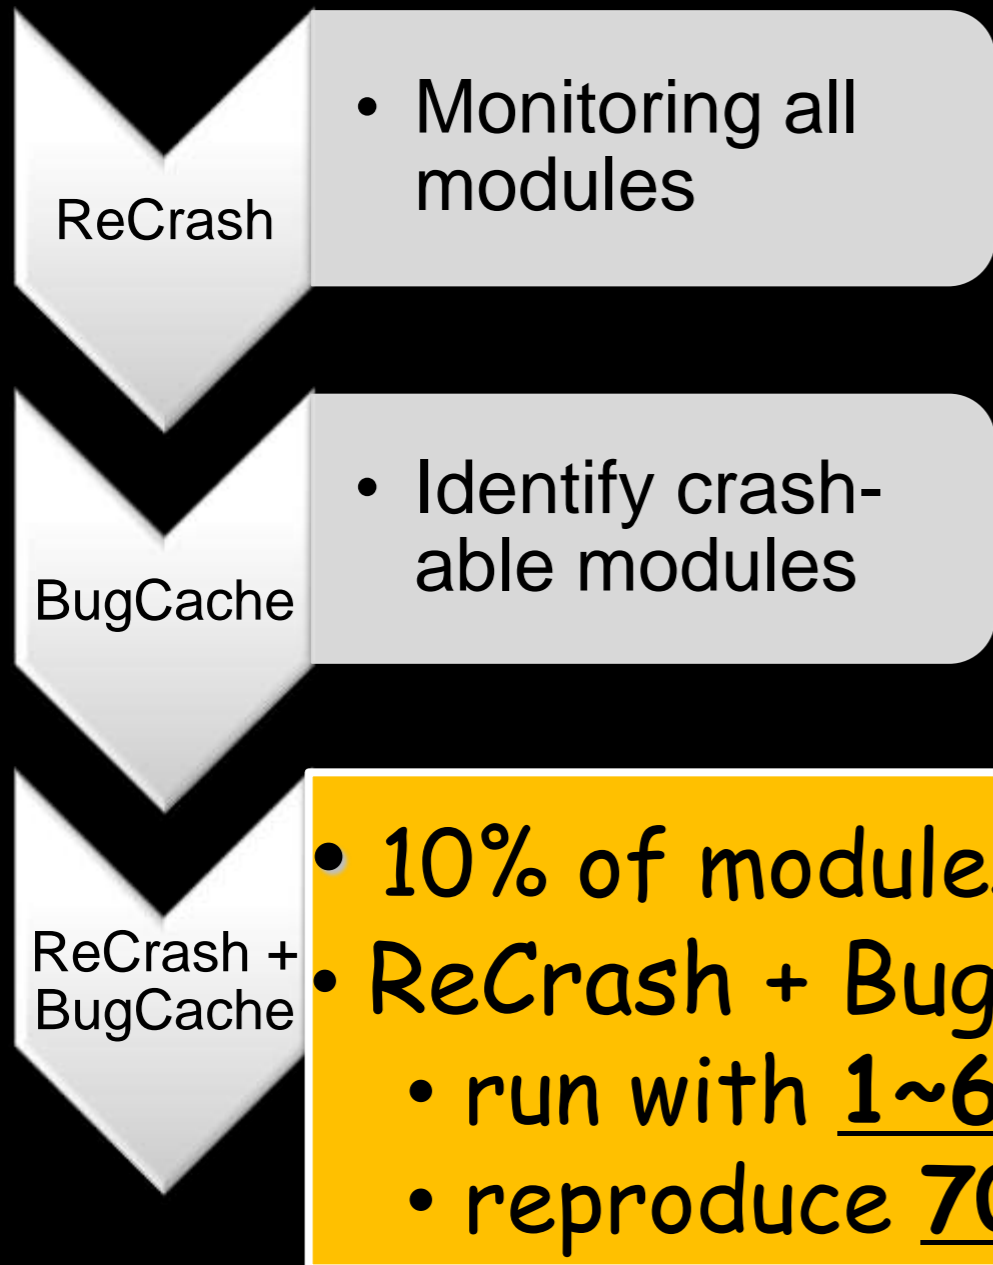 ReCrash
• Monitoring all
modules
BugCache
• Identify crash-
able modules
ReCrash +
BugCache
• 10% of module
• ReCrash + Bug
• run with 1~6
• reproduce 7